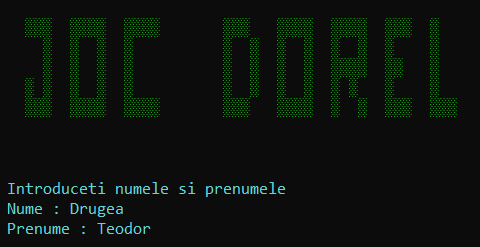 JOC DOREL
Introduceti numele si prenumele
Nume : Drugea
Prenume : Teodor